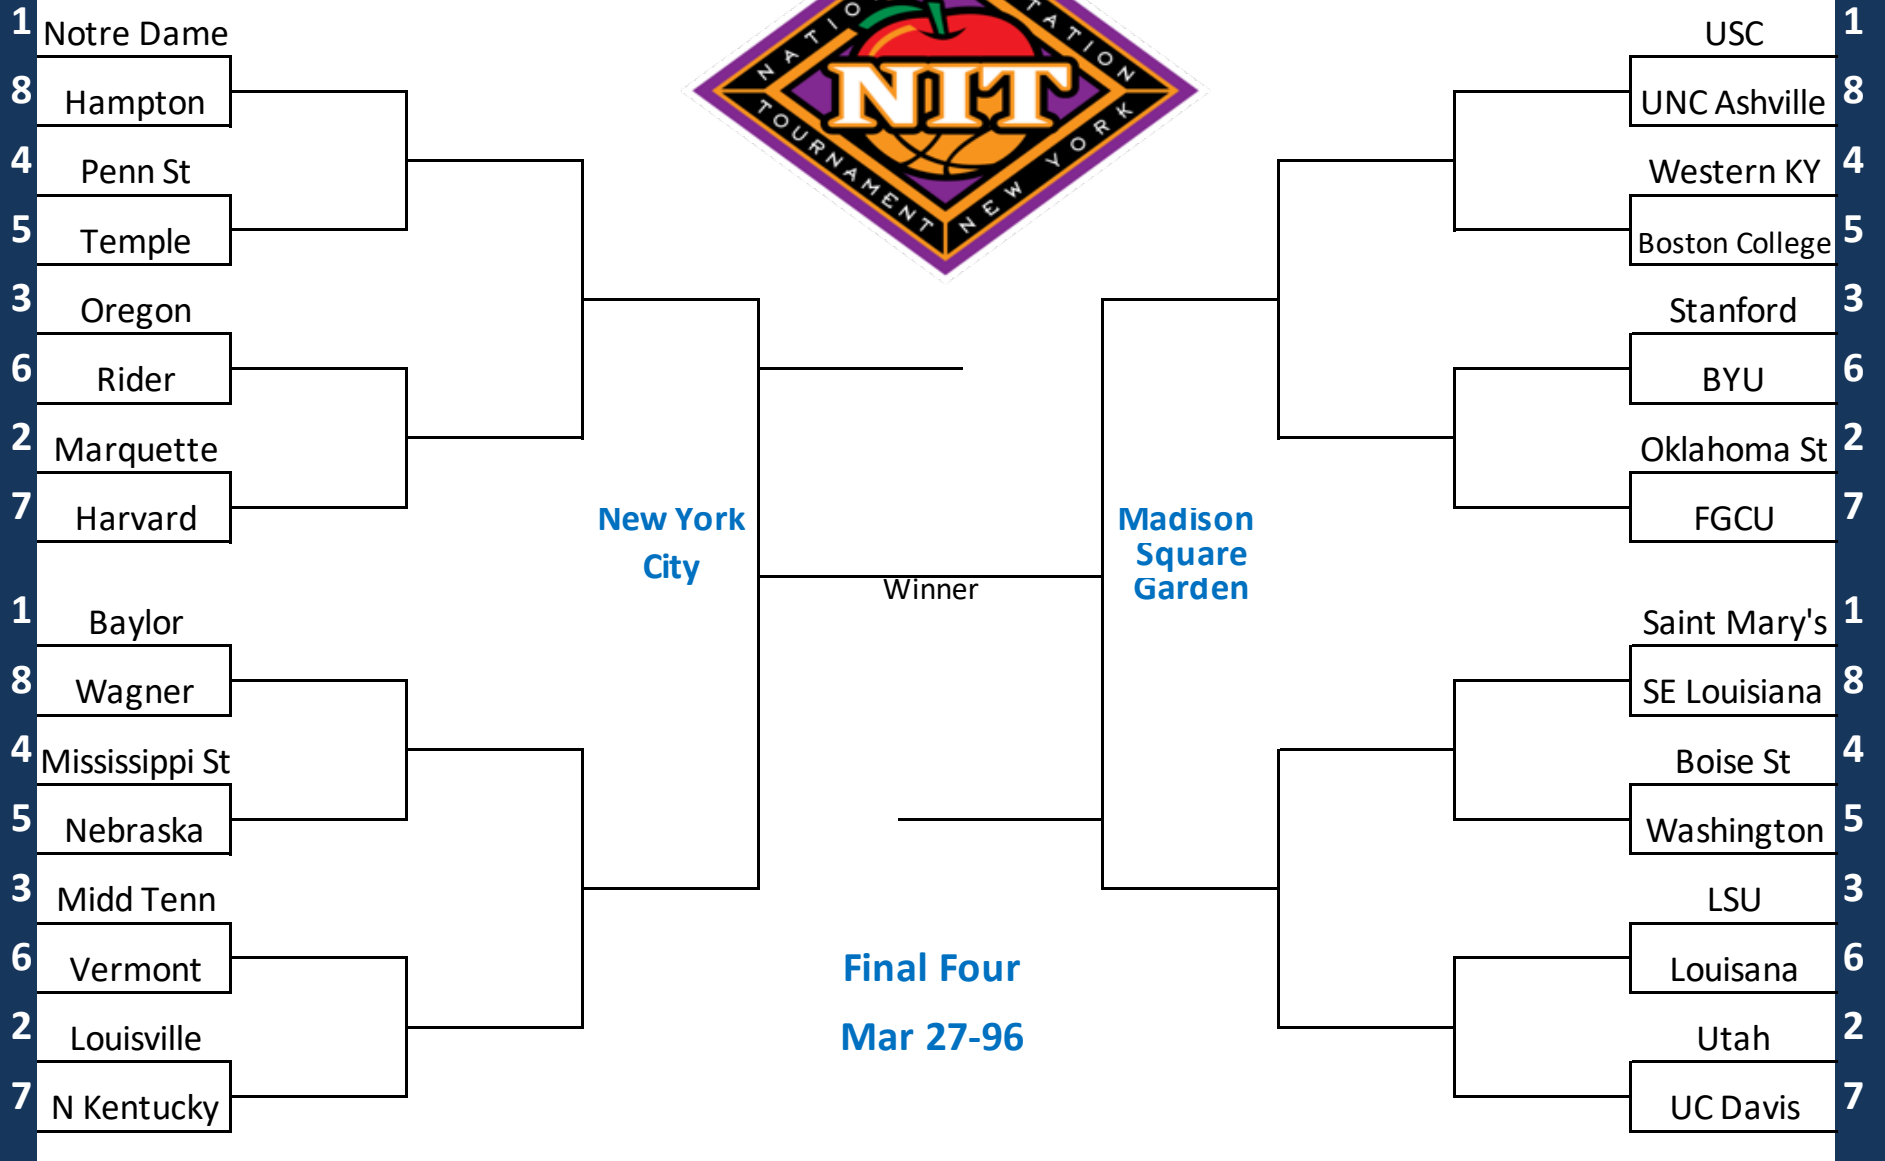 1 Notre Dame
8 Hampton
4 Penn St
5 Temple
3 Oregon
6 Rider
2 Marquette
7 Harvard
1 Baylor
8 Wagner
4 Mississippi St
5 Nebraska
3 Midd Tenn
6 Vermont
2 Louisville
7 N Kentucky
NATIO
TATION
NIT
TOURNAMENT
NEW YORK
New York
City
Winner
Madison
Square
Garden
Final Four
Mar 27-96
USC 1
UNC Ashville 8
Western KY 4
Boston College 5
Stanford 3
BYU 6
Oklahoma St 2
FGCU 7
Saint Mary's 1
SE Louisiana 8
Boise St 4
Washington 5
LSU 3
Louisana 6
Utah 2
UC Davis 7